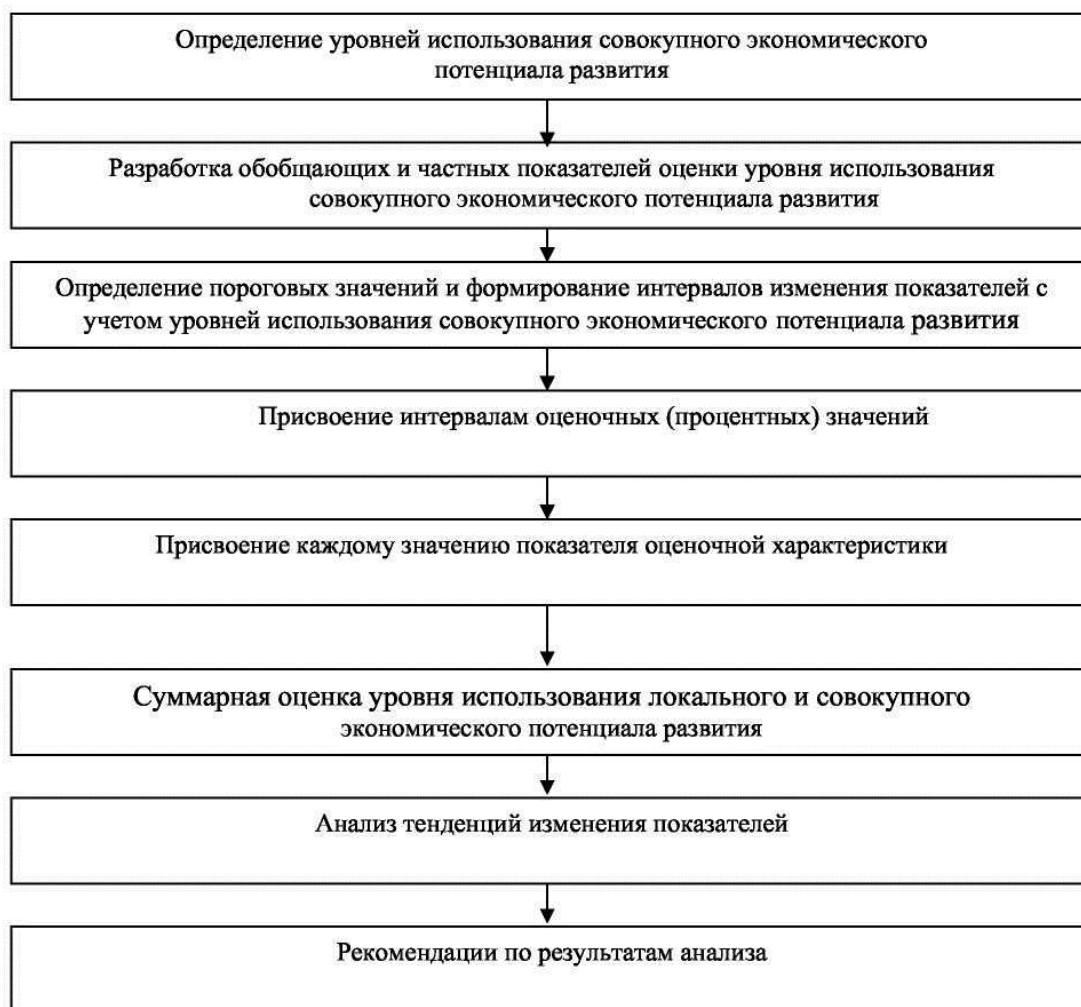 Определение уровней использования совокупного экономического
потенциала развития
Разработка обобщающих и частных показателей оценки уровня использования
совокупного экономического потенциала развития
Определение пороговых значений и формирование интервалов изменения показателей с
учетом уровней использования совокупного экономического потенциала развития
Присвоение интервалам оценочных (процентных) значений
Присвоение каждому значению показателя оценочной характеристики
Суммарная оценка уровня использования локального и совокупного
экономического потенциала развития
Анализ тенденций изменения показателей
Рекомендации по результатам анализа